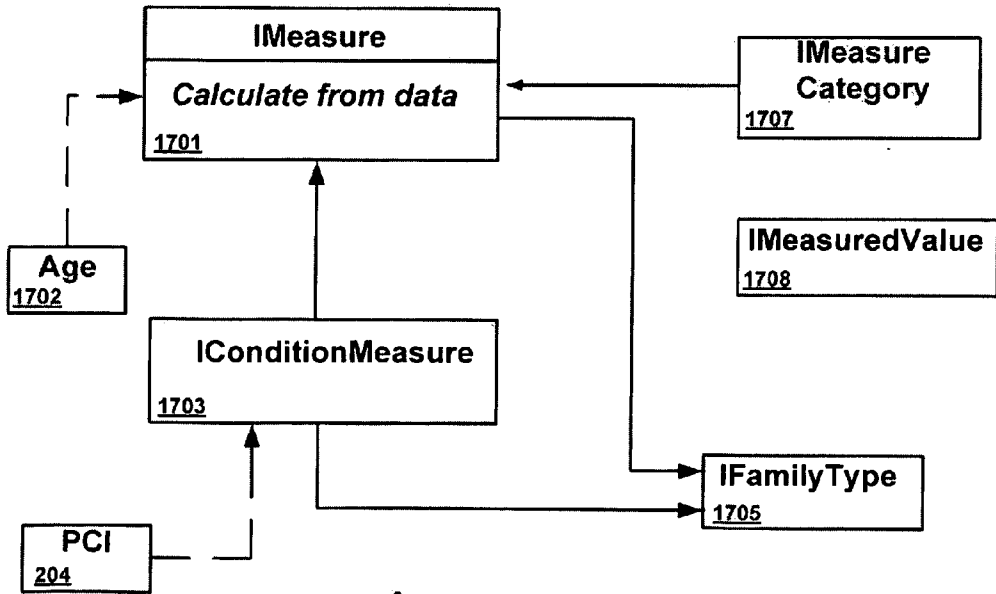 IMeasure
Calculate from data
1701
IMeasure
Category
1707
IMeasuredValue
1708
Age
1702
IConditionMeasure
1703
IFamilyType
1705
PCI
204